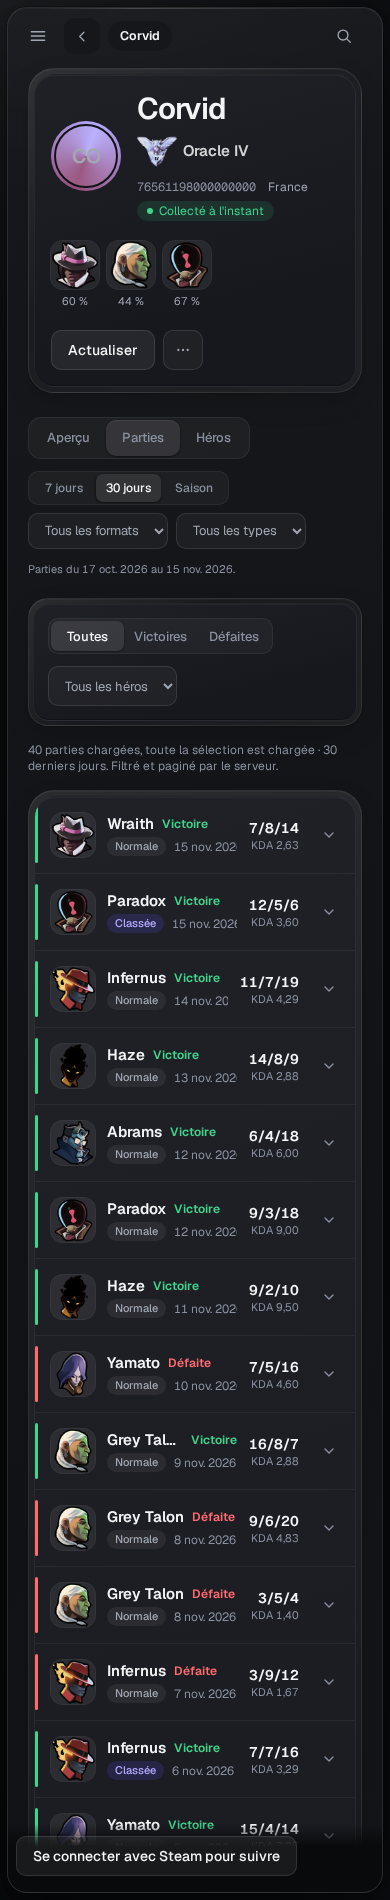 Corvid
Corvid
CO
Oracle IV
76561198000000000 France
Collecté à l'instant
60 % 44 % 67 %
Actualiser ···
Aperçu Parties Héros
7 jours 30 jours Saison
Tous les formats Tous les types
Parties du 17 oct. 2026 au 15 nov. 2026.
Toutes Victoires Défaites
Tous les héros
40 parties chargées, toute la sélection est chargée · 30
derniers jours. Filtré et paginé par le serveur.
Wraith Victoire 7/8/14
Normale 15 nov. 202 KDA 2,63
Paradox Victoire 12/5/6
Classée 15 nov. 2026 KDA 3,60
Infernus Victoire 11/7/19
Normale 14 nov. 20 KDA 4,29
Haze Victoire 14/8/9
Normale 13 nov. 202 KDA 2,88
Abrams Victoire 6/4/18
Normale 12 nov. 202 KDA 6,00
Paradox Victoire 9/3/18
Normale 12 nov. 202 KDA 9,00
Haze Victoire 9/2/10
Normale 11 nov. 202 KDA 9,50
Yamato Défaite 7/5/16
Normale 10 nov. 202 KDA 4,60
Grey Tal... Victoire 16/8/7
Normale 9 nov. 2026 KDA 2,88
Grey Talon Défaite 9/6/20
Normale 8 nov. 2026 KDA 4,83
Grey Talon Défaite 3/5/4
Normale 8 nov. 2026 KDA 1,40
Infernus Défaite 3/9/12
Normale 7 nov. 2026 KDA 1,67
Infernus Victoire 7/7/16
Classée 6 nov. 2026 KDA 3,29
Yamato Victoire 15/4/14
Se connecter avec Steam pour suivre